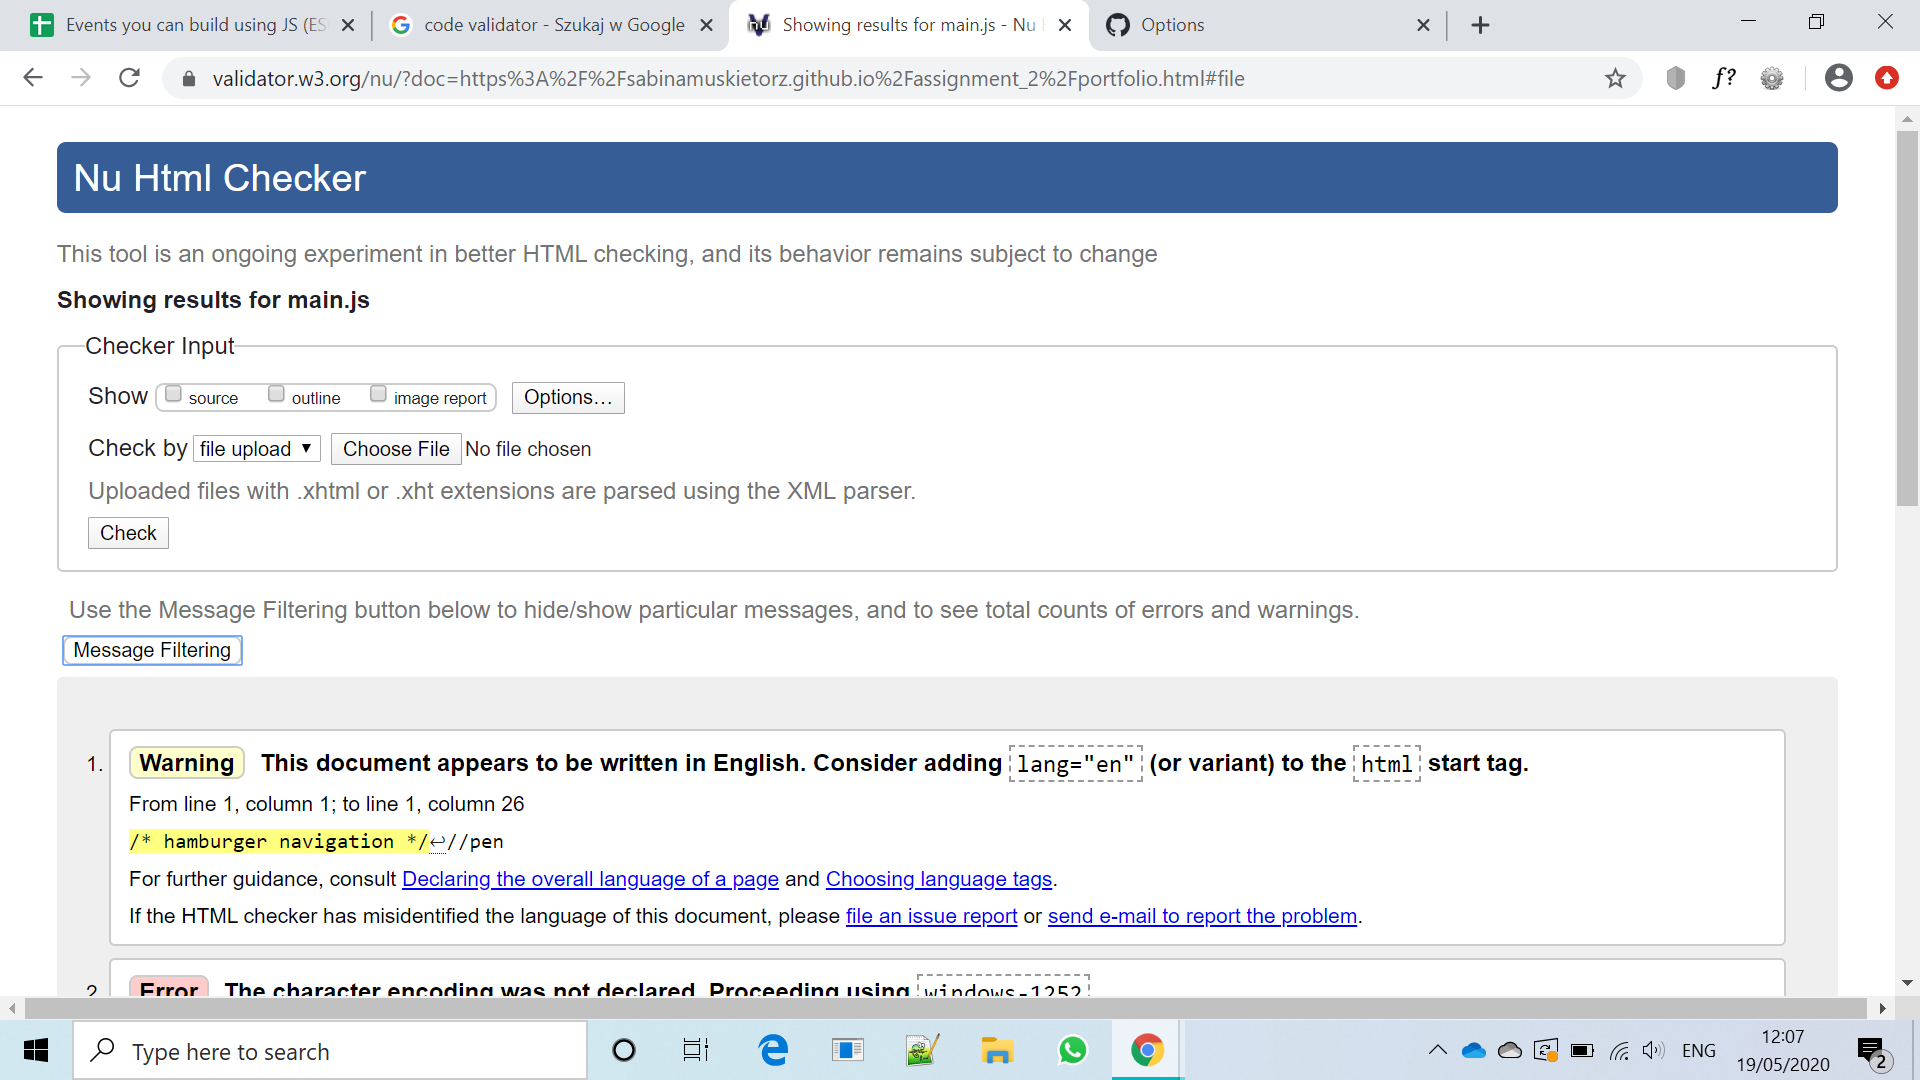 Events you can build using JS (ES
code validator - Szukaj w Google
Showing results for main.js - Nu
Options
validator.w3.org/nu/?doc=https%3A%2F%2Fsabinamuskietorz.github.io%2Fassignment_2%2Fportfolio.html#file
f?
Nu Html Checker
This tool is an ongoing experiment in better HTML checking, and its behavior remains subject to change
Showing results for main.js
Checker Input
Show source outline image report Options...
Check by file upload Choose File No file chosen
Uploaded files with .xhtml or .xht extensions are parsed using the XML parser.
Check
Use the Message Filtering button below to hide/show particular messages, and to see total counts of errors and warnings.
Message Filtering
1. Warning This document appears to be written in English. Consider adding lang="en" (or variant) to the html start tag.
From line 1, column 1; to line 1, column 26
/* hamburger navigation */↩//pen
For further guidance, consult Declaring the overall language of a page and Choosing language tags.
If the HTML checker has misidentified the language of this document, please file an issue report or send e-mail to report the problem.
2. Error The character encoding was not declared. Proceeding using windows-1252
Type here to search
ENG
12:07
19/05/2020
2